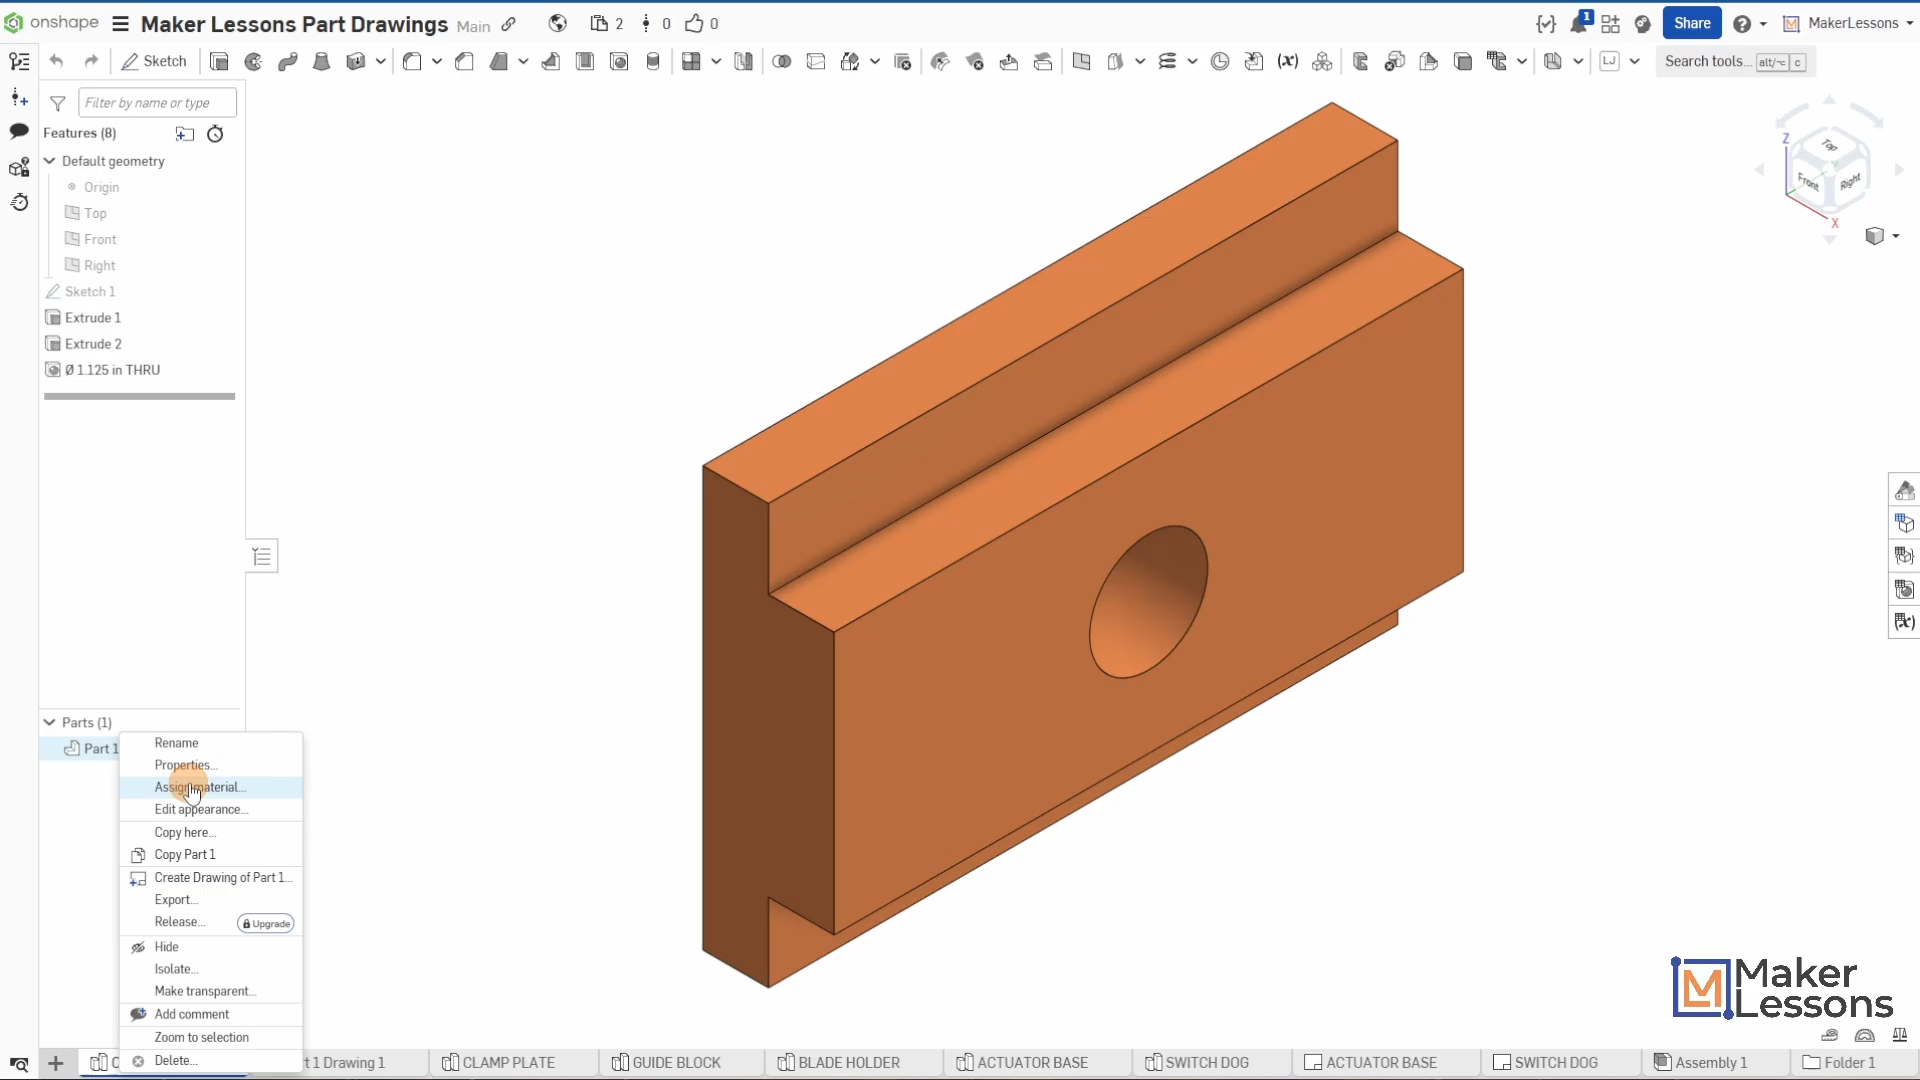 onshape Maker Lessons Part Drawings Main 2 0 0 1 Share MakerLessons
Sketch Search tools... alt/⌥ c
Filter by name or type
Features (8)
Default geometry
Origin
Top
Front
Right
Sketch 1
Extrude 1
Extrude 2
Ø 1.125 in THRU
Z
Top
Front Right
X
Parts (1)
Part 1
Rename
Properties...
Assign material...
Edit appearance...
Copy here...
Copy Part 1
Create Drawing of Part 1...
Export...
Release... Upgrade
Hide
Isolate...
Make transparent...
Add comment
Zoom to selection
Delete...
Maker
Lessons
t 1 Drawing 1 CLAMP PLATE GUIDE BLOCK BLADE HOLDER ACTUATOR BASE SWITCH DOG ACTUATOR BASE SWITCH DOG Assembly 1 Folder 1